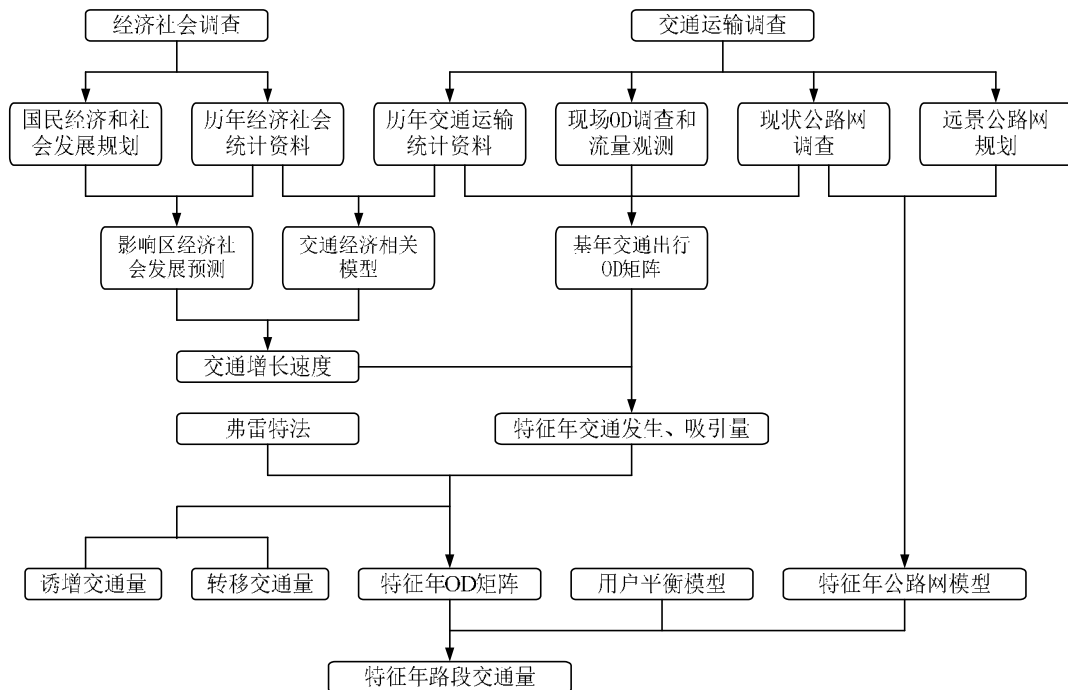 经济社会调查
交通运输调查
国民经济和社
会发展规划
历年经济社会
统计资料
历年交通运输
统计资料
现场OD调查和
流量观测
现状公路网
调查
远景公路网
规划
影响区经济社
会发展预测
交通经济相关
模型
基年交通出行
OD矩阵
交通增长速度
弗雷特法
特征年交通发生、吸引量
诱增交通量
转移交通量
特征年OD矩阵
用户平衡模型
特征年公路网模型
特征年路段交通量